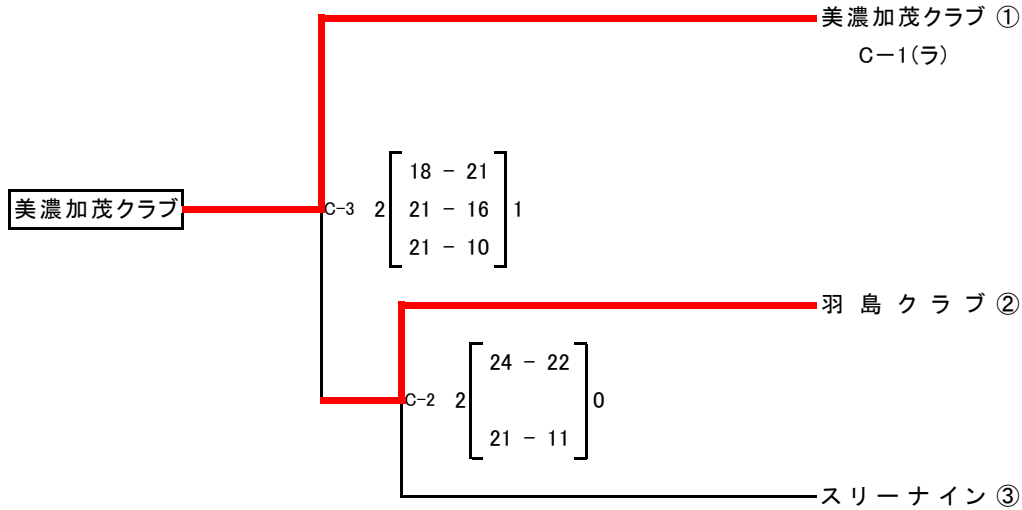 美濃加茂クラブ ①
C－1(ラ)
18 － 21
美濃加茂クラブ C-3 2 21 － 16 1
21 － 10
羽島クラブ ②
24 － 22
C-2 2 0
21 － 11
スリーナイン ③